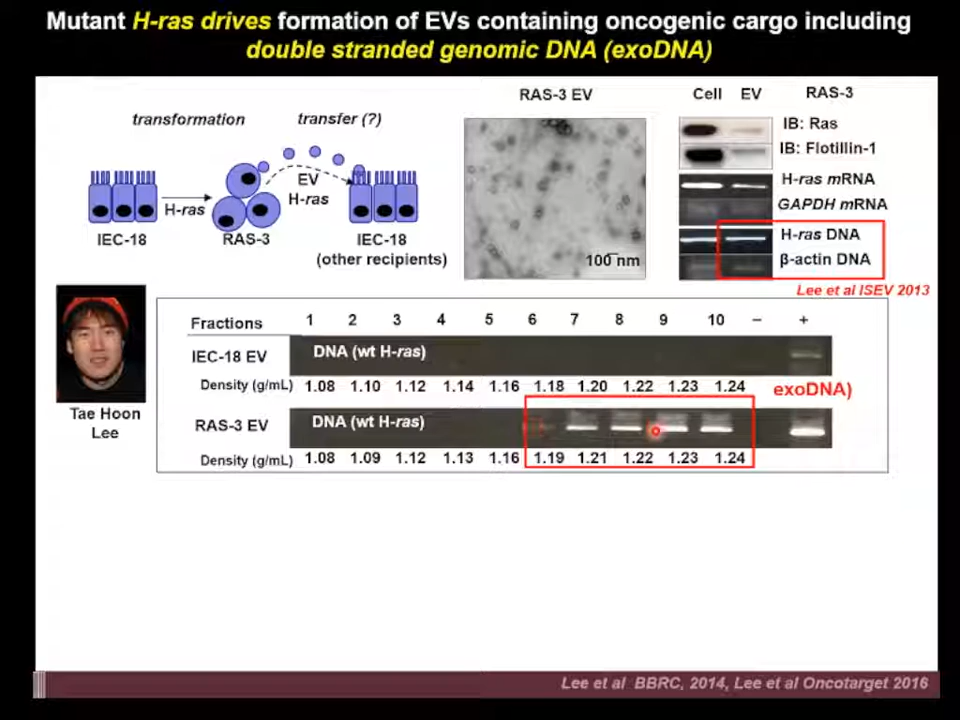 Mutant H-ras drives formation of EVs containing oncogenic cargo including
double stranded genomic DNA (exoDNA)
transformation
transfer (?)
EV
H-ras
H-ras
IEC-18
RAS-3
IEC-18
(other recipients)
RAS-3 EV
100 nm
Cell EV RAS-3
IB: Ras
IB: Flotillin-1
H-ras mRNA
GAPDH mRNA
H-ras DNA
β-actin DNA
Lee et al ISEV 2013
Tae Hoon
Lee
Fractions 1 2 3 4 5 6 7 8 9 10 – +
IEC-18 EV DNA (wt H-ras)
Density (g/mL) 1.08 1.10 1.12 1.14 1.16 1.18 1.20 1.22 1.23 1.24
exoDNA)
RAS-3 EV DNA (wt H-ras)
Density (g/mL) 1.08 1.09 1.12 1.13 1.16 1.19 1.21 1.22 1.23 1.24
Lee et al BBRC, 2014, Lee et al Oncotarget 2016